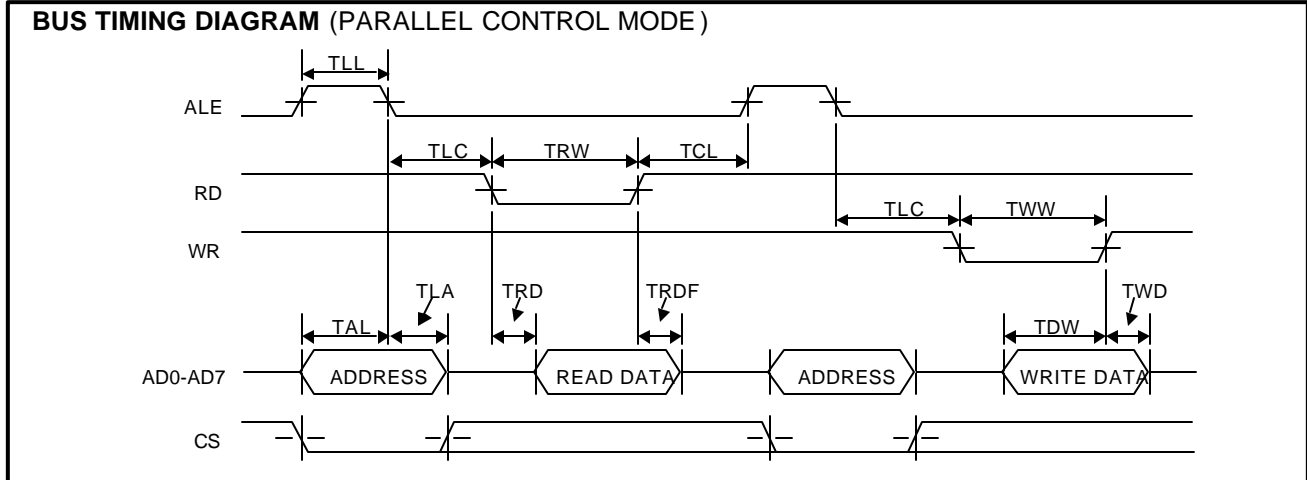 BUS TIMING DIAGRAM (PARALLEL CONTROL MODE)
TLL
ALE
TLC TRW TCL
RD
TLC TWW
WR
TLA TRD TRDF TWD
TAL TDW
AD0-AD7 ADDRESS READ DATA ADDRESS WRITE DATA
CS